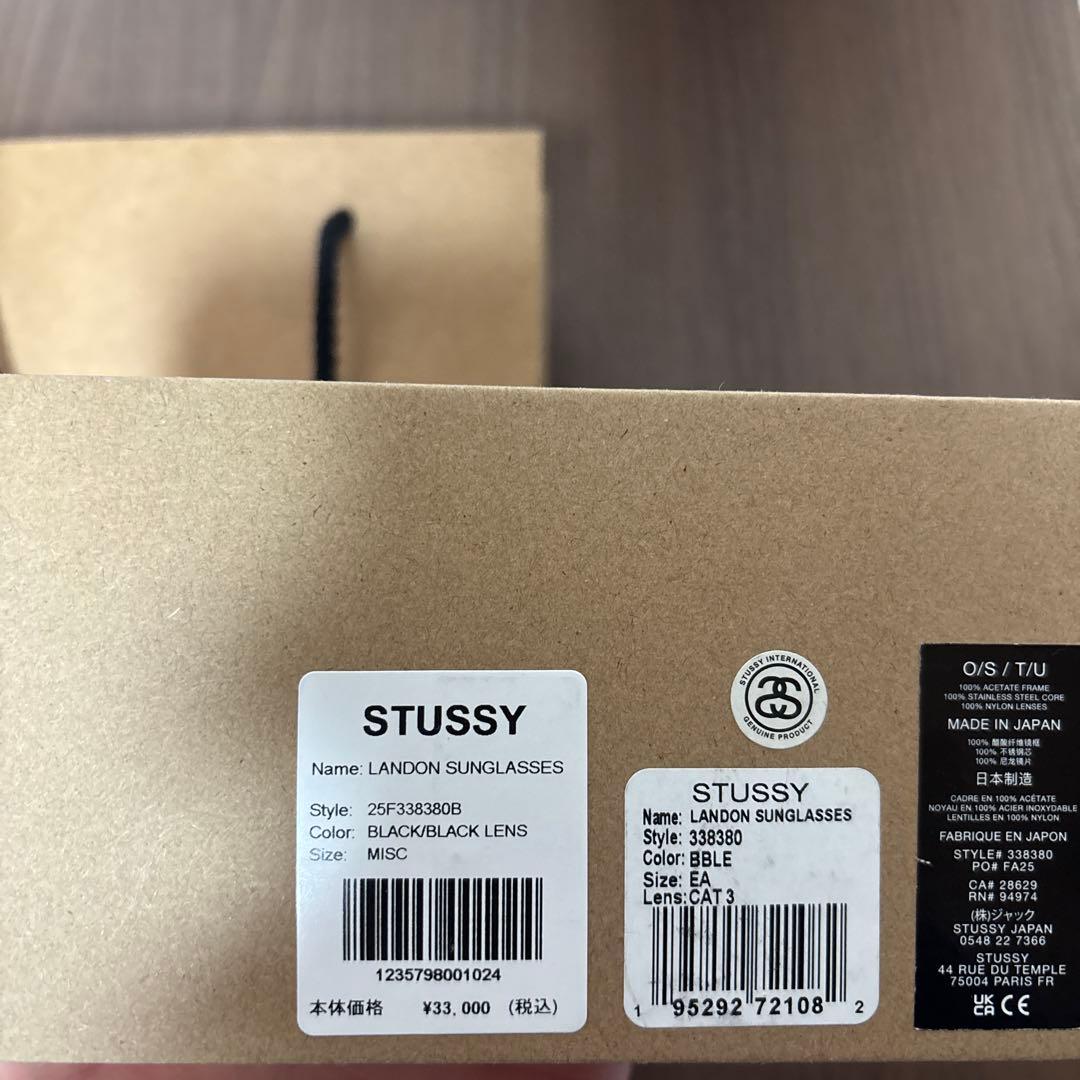 STUSSY
Name: LANDON SUNGLASSES
Style: 25F338380B
Color: BLACK/BLACK LENS
Size: MISC
1235798001024
本体価格 ¥33,000 (税込)
STUSSY INTERNATIONAL
GENUINE PRODUCT
STUSSY
Name: LANDON SUNGLASSES
Style: 338380
Color: BBLE
Size: EA
Lens: CAT 3
1 95292 72108 2
O/S / T/U
100% ACETATE FRAME
100% STAINLESS STEEL CORE
100% NYLON LENSES
MADE IN JAPAN
100% 醋酸纤维镜框
100% 不锈钢芯
100% 尼龙镜片
日本制造
CADRE EN 100% ACÉTATE
NOYAU EN 100% ACIER INOXYDABLE
LENTILLES EN 100% NYLON
FABRIQUE EN JAPON
STYLE# 338380
PO# FA25
CA# 28629
RN# 94974
(株)ジャック
STUSSY JAPAN
0548 22 7366
STUSSY
44 RUE DU TEMPLE
75004 PARIS FR
UK
CA CE